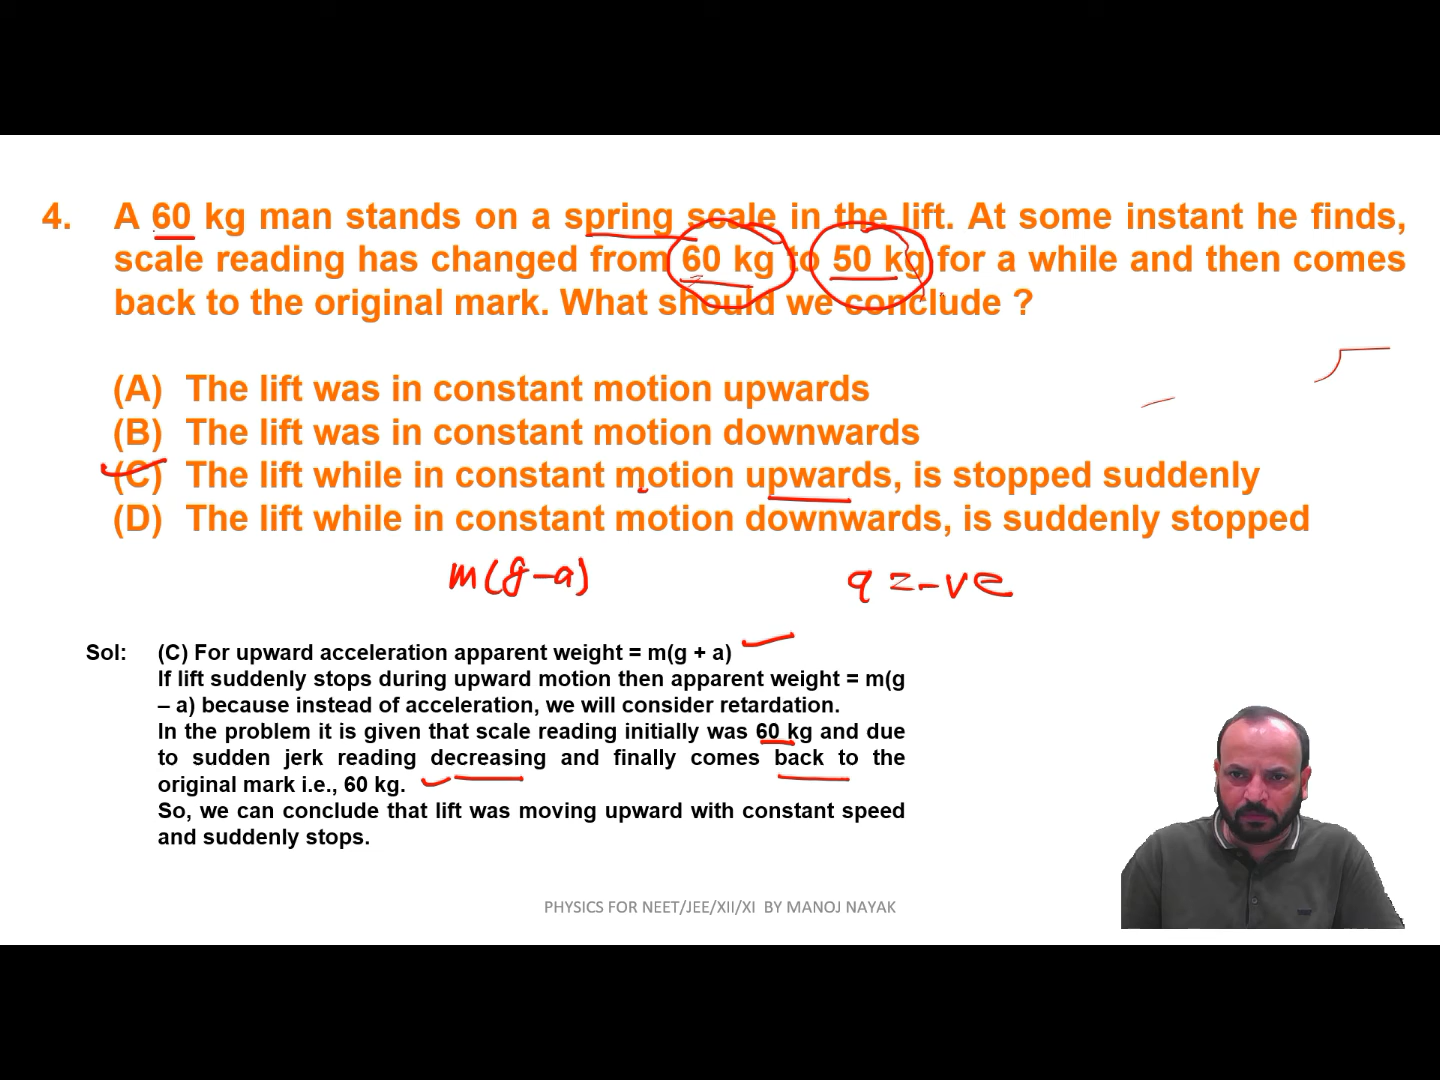 4. A 60 kg man stands on a spring scale in the lift. At some instant he finds,
scale reading has changed from 60 kg to 50 kg for a while and then comes
back to the original mark. What should we conclude ?
(A) The lift was in constant motion upwards
(B) The lift was in constant motion downwards
(C) The lift while in constant motion upwards, is stopped suddenly
(D) The lift while in constant motion downwards, is suddenly stopped
m(g-a) a = -ve
Sol: (C) For upward acceleration apparent weight = m(g + a)
If lift suddenly stops during upward motion then apparent weight = m(g
– a) because instead of acceleration, we will consider retardation.
In the problem it is given that scale reading initially was 60 kg and due
to sudden jerk reading decreasing and finally comes back to the
original mark i.e., 60 kg.
So, we can conclude that lift was moving upward with constant speed
and suddenly stops.
PHYSICS FOR NEET/JEE/XII/XI BY MANOJ NAYAK